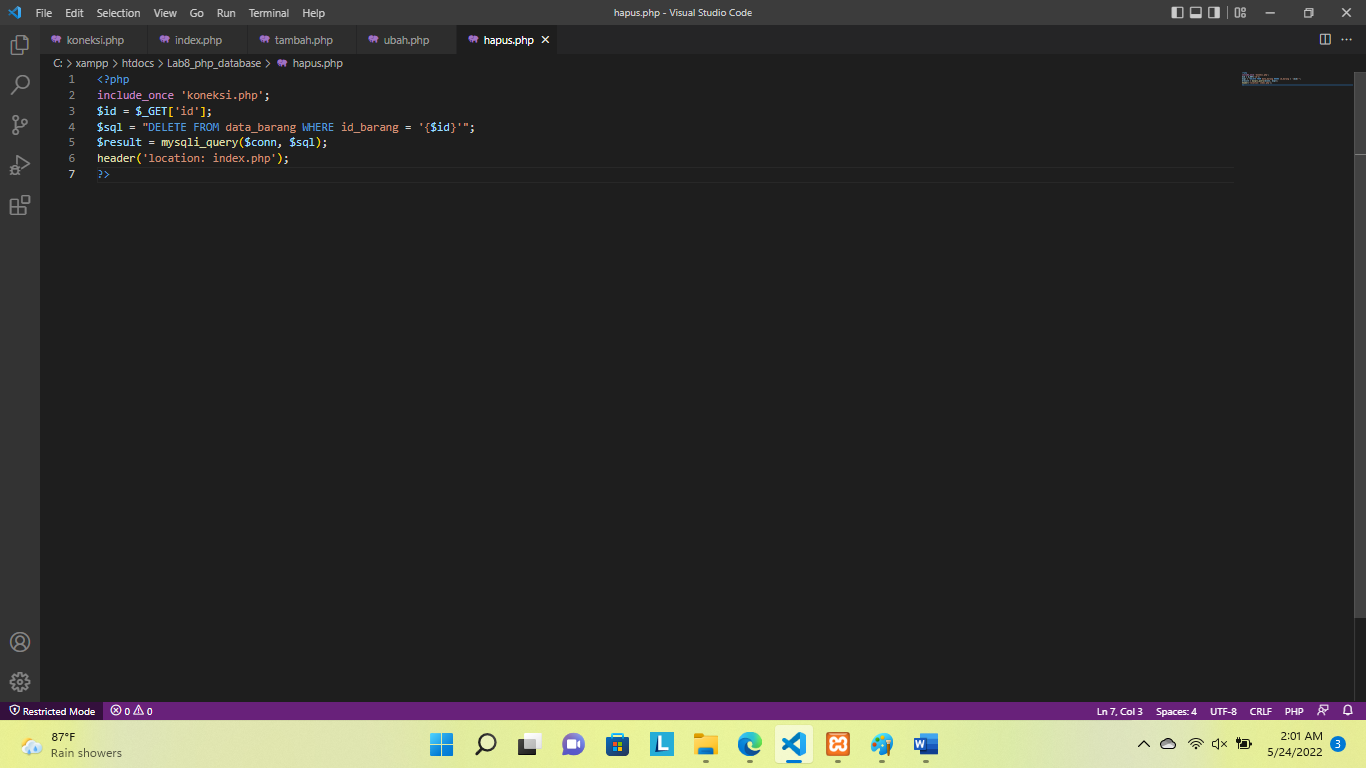 File Edit Selection View Go Run Terminal Help hapus.php - Visual Studio Code
koneksi.php index.php tambah.php ubah.php hapus.php
C: > xampp > htdocs > Lab8_php_database > hapus.php
1 <?php
2 include_once 'koneksi.php';
3 $id = $_GET['id'];
4 $sql = "DELETE FROM data_barang WHERE id_barang = '{$id}'";
5 $result = mysqli_query($conn, $sql);
6 header('location: index.php');
7 ?>
Restricted Mode 0 0 Ln 7, Col 3 Spaces: 4 UTF-8 CRLF PHP
87°F
Rain showers
L
W
2:01 AM
5/24/2022
3